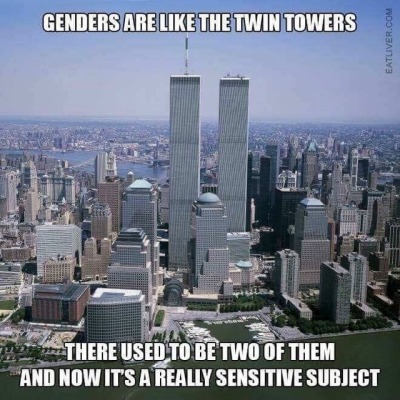 GENDERS ARE LIKE THE TWIN TOWERS
EATLIVER.COM
THERE USED TO BE TWO OF THEM
AND NOW IT'S A REALLY SENSITIVE SUBJECT